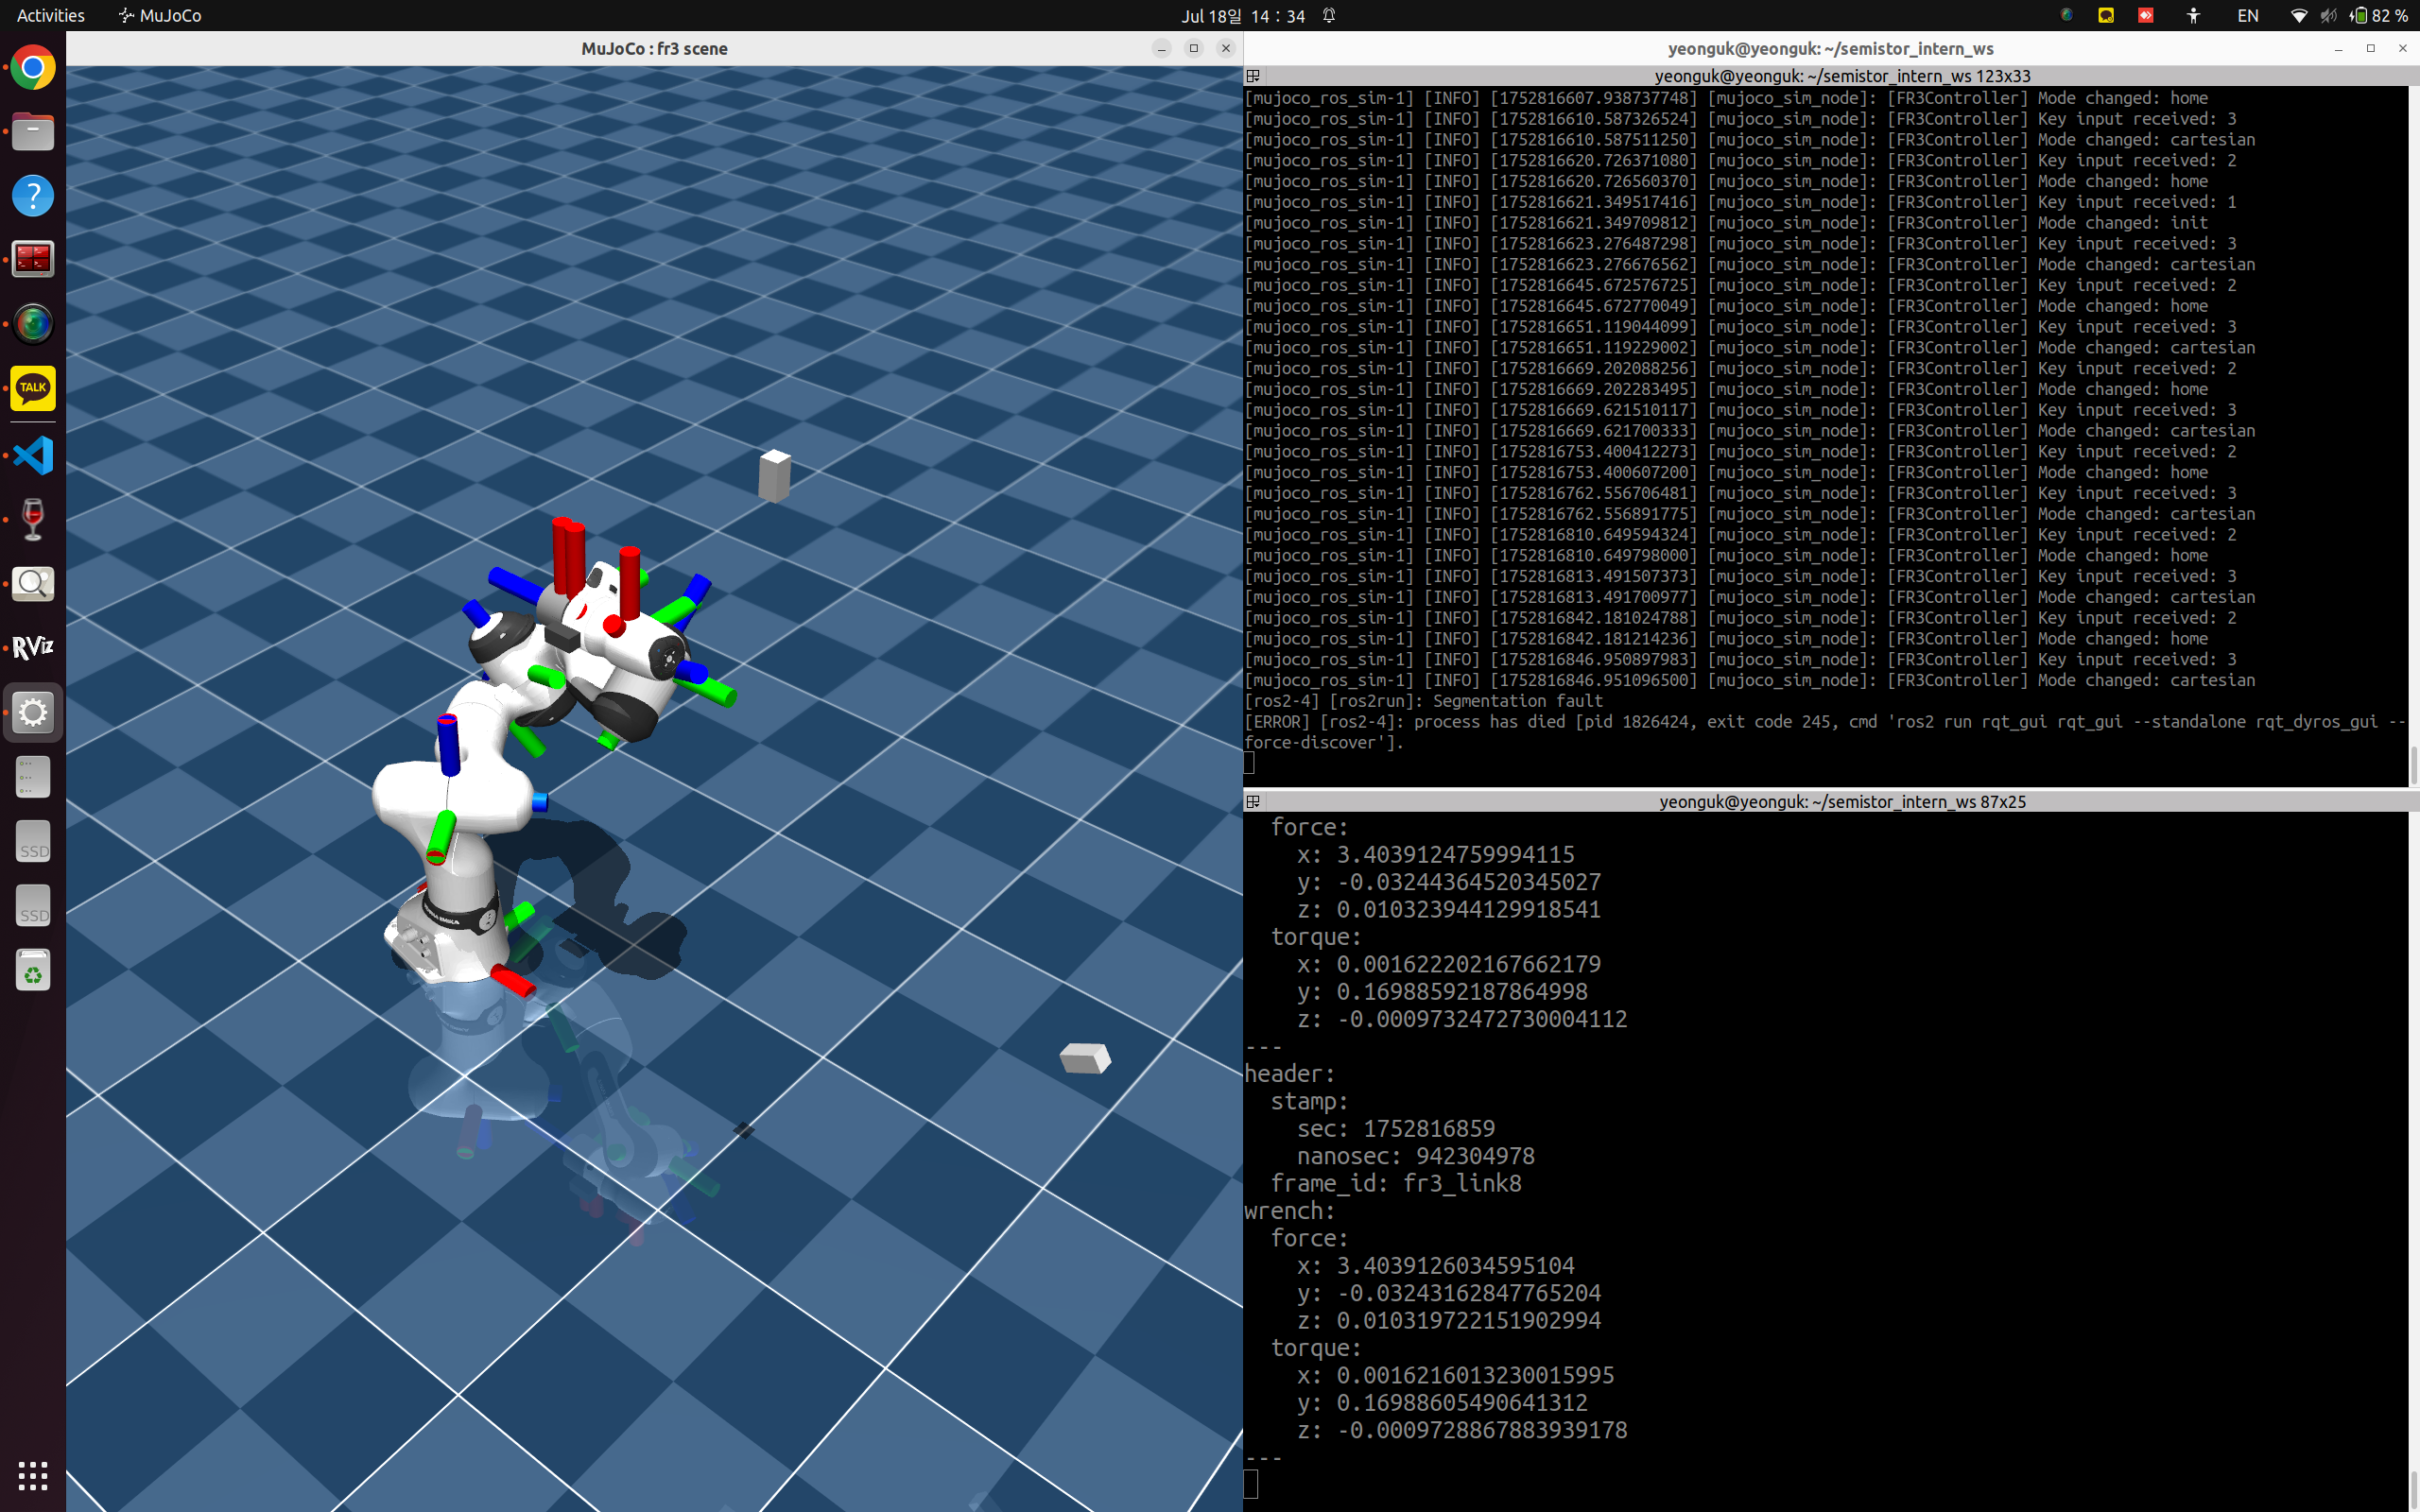 Activities
MuJoCo
Jul 18일 14 : 34
EN
82 %
MuJoCo : fr3 scene
yeonguk@yeonguk: ~/semistor_intern_ws
yeonguk@yeonguk: ~/semistor_intern_ws 123x33
[mujoco_ros_sim-1] [INFO] [1752816607.938737748] [mujoco_sim_node]: [FR3Controller] Mode changed: home
[mujoco_ros_sim-1] [INFO] [1752816610.587326524] [mujoco_sim_node]: [FR3Controller] Key input received: 3
[mujoco_ros_sim-1] [INFO] [1752816610.587511250] [mujoco_sim_node]: [FR3Controller] Mode changed: cartesian
[mujoco_ros_sim-1] [INFO] [1752816620.726371080] [mujoco_sim_node]: [FR3Controller] Key input received: 2
[mujoco_ros_sim-1] [INFO] [1752816620.726560370] [mujoco_sim_node]: [FR3Controller] Mode changed: home
[mujoco_ros_sim-1] [INFO] [1752816621.349517416] [mujoco_sim_node]: [FR3Controller] Key input received: 1
[mujoco_ros_sim-1] [INFO] [1752816621.349709812] [mujoco_sim_node]: [FR3Controller] Mode changed: init
[mujoco_ros_sim-1] [INFO] [1752816623.276487298] [mujoco_sim_node]: [FR3Controller] Key input received: 3
[mujoco_ros_sim-1] [INFO] [1752816623.276676562] [mujoco_sim_node]: [FR3Controller] Mode changed: cartesian
[mujoco_ros_sim-1] [INFO] [1752816645.672576725] [mujoco_sim_node]: [FR3Controller] Key input received: 2
[mujoco_ros_sim-1] [INFO] [1752816645.672770049] [mujoco_sim_node]: [FR3Controller] Mode changed: home
[mujoco_ros_sim-1] [INFO] [1752816651.119044099] [mujoco_sim_node]: [FR3Controller] Key input received: 3
[mujoco_ros_sim-1] [INFO] [1752816651.119229002] [mujoco_sim_node]: [FR3Controller] Mode changed: cartesian
[mujoco_ros_sim-1] [INFO] [1752816669.202088256] [mujoco_sim_node]: [FR3Controller] Key input received: 2
[mujoco_ros_sim-1] [INFO] [1752816669.202283495] [mujoco_sim_node]: [FR3Controller] Mode changed: home
[mujoco_ros_sim-1] [INFO] [1752816669.621510117] [mujoco_sim_node]: [FR3Controller] Key input received: 3
[mujoco_ros_sim-1] [INFO] [1752816669.621700333] [mujoco_sim_node]: [FR3Controller] Mode changed: cartesian
[mujoco_ros_sim-1] [INFO] [1752816753.400412273] [mujoco_sim_node]: [FR3Controller] Key input received: 2
[mujoco_ros_sim-1] [INFO] [1752816753.400607200] [mujoco_sim_node]: [FR3Controller] Mode changed: home
[mujoco_ros_sim-1] [INFO] [1752816762.556706481] [mujoco_sim_node]: [FR3Controller] Key input received: 3
[mujoco_ros_sim-1] [INFO] [1752816762.556891775] [mujoco_sim_node]: [FR3Controller] Mode changed: cartesian
[mujoco_ros_sim-1] [INFO] [1752816810.649594324] [mujoco_sim_node]: [FR3Controller] Key input received: 2
[mujoco_ros_sim-1] [INFO] [1752816810.649798000] [mujoco_sim_node]: [FR3Controller] Mode changed: home
[mujoco_ros_sim-1] [INFO] [1752816813.491507373] [mujoco_sim_node]: [FR3Controller] Key input received: 3
[mujoco_ros_sim-1] [INFO] [1752816813.491700977] [mujoco_sim_node]: [FR3Controller] Mode changed: cartesian
[mujoco_ros_sim-1] [INFO] [1752816842.181024788] [mujoco_sim_node]: [FR3Controller] Key input received: 2
[mujoco_ros_sim-1] [INFO] [1752816842.181214236] [mujoco_sim_node]: [FR3Controller] Mode changed: home
[mujoco_ros_sim-1] [INFO] [1752816846.950897983] [mujoco_sim_node]: [FR3Controller] Key input received: 3
[mujoco_ros_sim-1] [INFO] [1752816846.951096500] [mujoco_sim_node]: [FR3Controller] Mode changed: cartesian
[ros2-4] [ros2run]: Segmentation fault
[ERROR] [ros2-4]: process has died [pid 1826424, exit code 245, cmd 'ros2 run rqt_gui rqt_gui --standalone rqt_dyros_gui --
force-discover'].
yeonguk@yeonguk: ~/semistor_intern_ws 87x25
force:
x: 3.4039124759994115
y: -0.03244364520345027
z: 0.010323944129918541
torque:
x: 0.001622202167662179
y: 0.16988592187864998
z: -0.0009732472730004112
---
header:
stamp:
sec: 1752816859
nanosec: 942304978
frame_id: fr3_link8
wrench:
force:
x: 3.4039126034595104
y: -0.03243162847765204
z: 0.010319722151902994
torque:
x: 0.0016216013230015995
y: 0.16988605490641312
z: -0.0009728867883939178
---
TALK
RViz
SSD
SSD